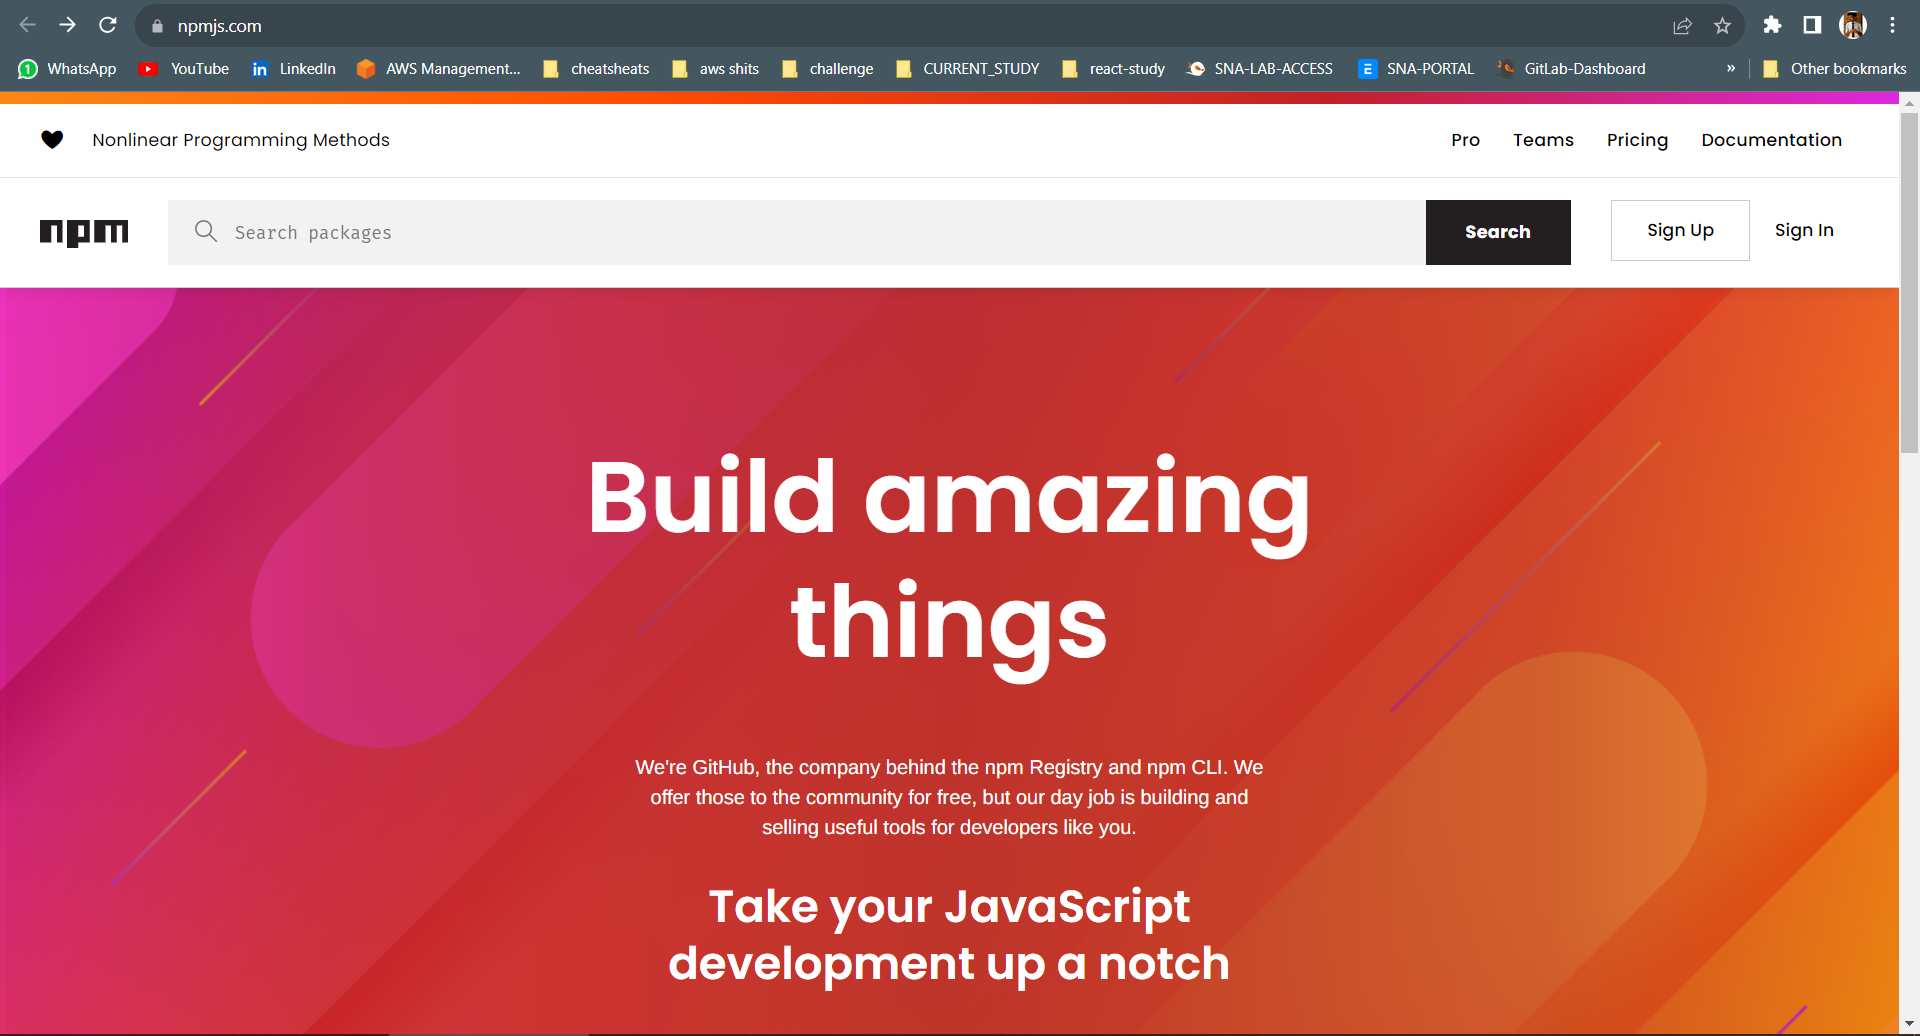 npmjs.com
WhatsApp YouTube LinkedIn AWS Management... cheatsheats aws shits challenge CURRENT_STUDY react-study SNA-LAB-ACCESS SNA-PORTAL GitLab-Dashboard » Other bookmarks
Nonlinear Programming Methods Pro Teams Pricing Documentation
npm Search packages Search Sign Up Sign In
Build amazing
things
We're GitHub, the company behind the npm Registry and npm CLI. We
offer those to the community for free, but our day job is building and
selling useful tools for developers like you.
Take your JavaScript
development up a notch